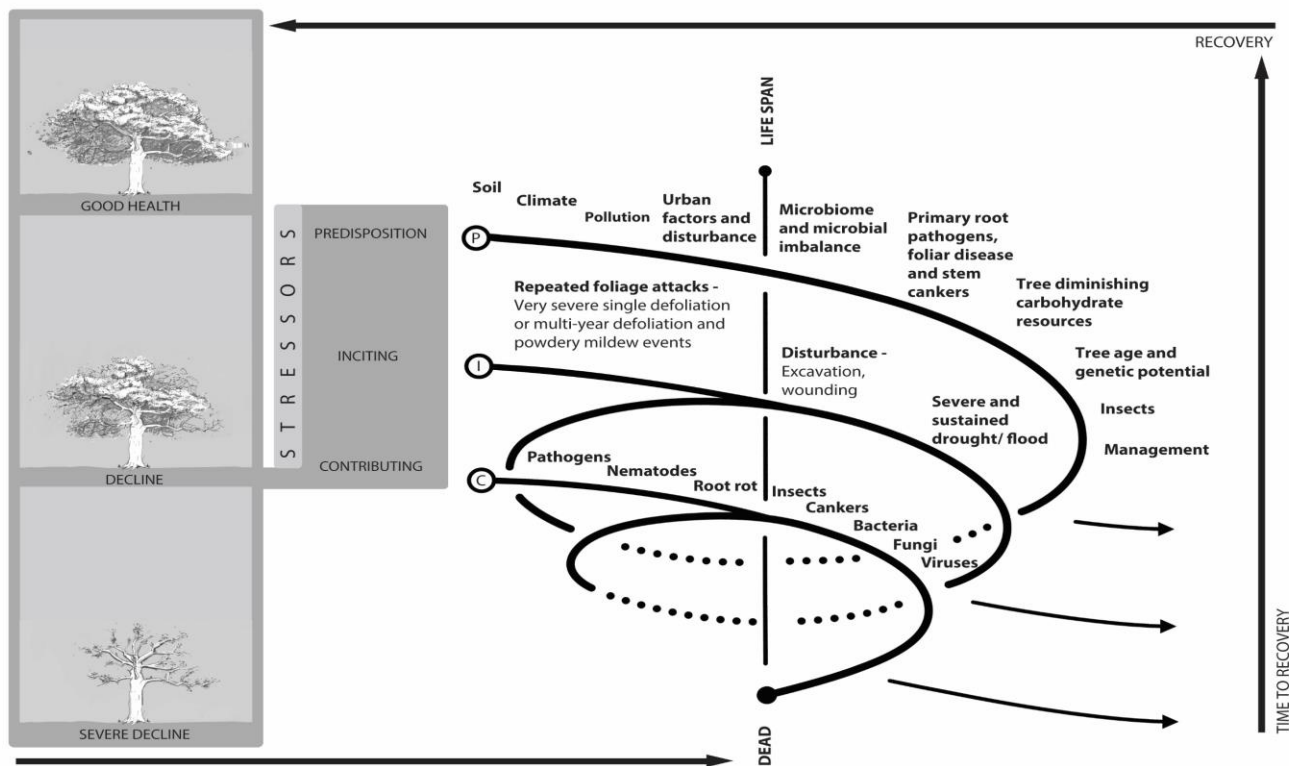 RECOVERY
LIFE SPAN
GOOD HEALTH
STRESSORS
PREDISPOSITION
INCITING
CONTRIBUTING
P
Soil
Climate
Pollution
Urban
factors and
disturbance
Microbiome
and microbial
imbalance
Primary root
pathogens,
foliar disease
and stem
cankers
Tree diminishing
carbohydrate
resources
Tree age and
genetic potential
Insects
Management
I
Repeated foliage attacks -
Very severe single defoliation
or multi-year defoliation and
powdery mildew events
Disturbance -
Excavation,
wounding
Severe and
sustained
drought/ flood
DECLINE
C
Pathogens
Nematodes
Root rot
Insects
Cankers
Bacteria
Fungi
Viruses
SEVERE DECLINE
DEAD
TIME TO RECOVERY